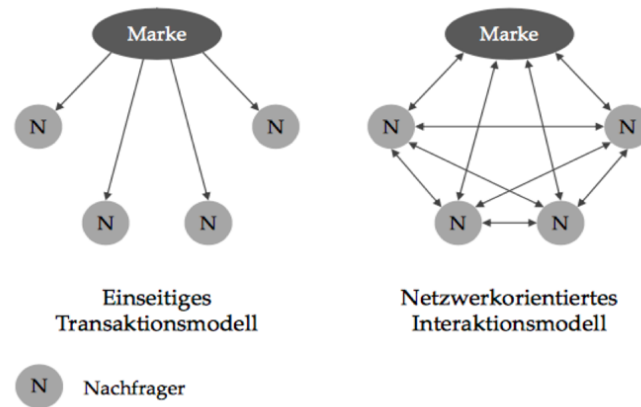 Marke
N
N
N
N
Einseitiges
Transaktionsmodell
Marke
N
N
N
N
Netzwerkorientiertes
Interaktionsmodell
N Nachfrager